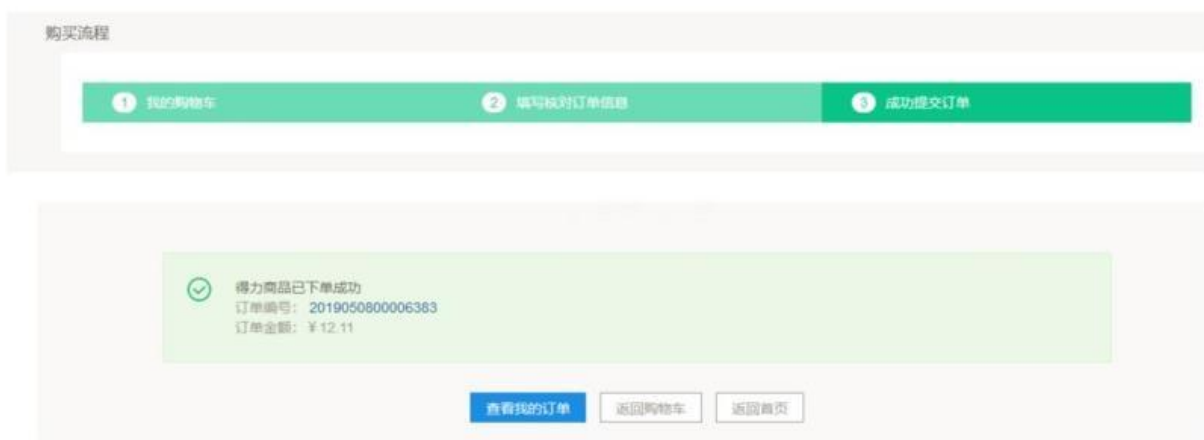 购买流程
1 我的购物车
2 填写核对订单信息
3 成功提交订单
得力商品已下单成功
订单编号： 2019050800006383
订单金额：¥12.11
查看我的订单
返回购物车
返回首页